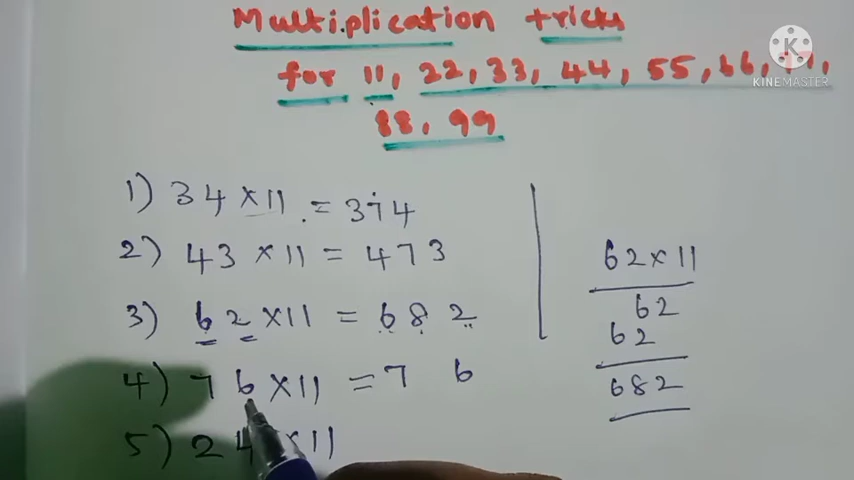 Multiplication tricks
for 11, 22, 33, 44, 55, 66,
88, 99
KINEMASTER
1) 34 × 11 = 374
2) 43 × 11 = 473
3) 62 × 11 = 682
4) 76 × 11 = 7 6
5) 24 × 11
62 × 11
62
62
682